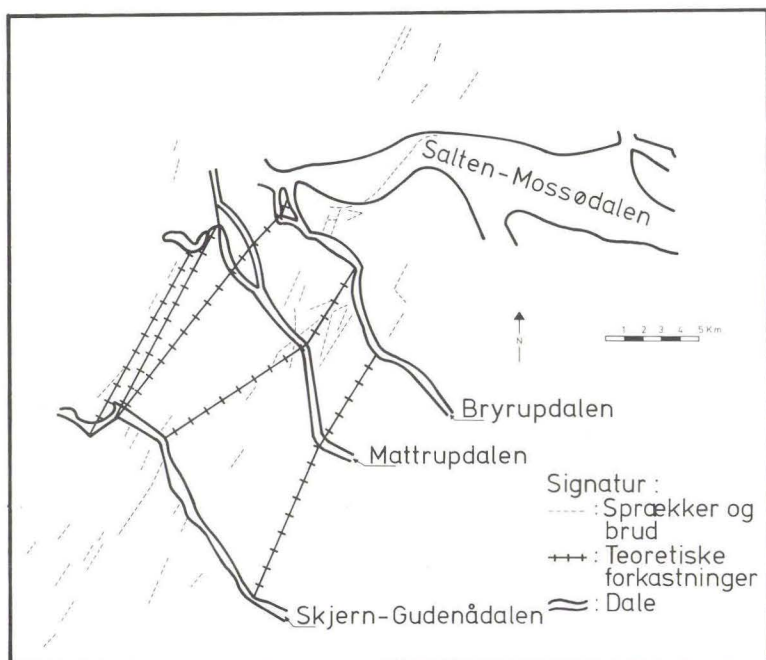 Salten-Mossødalen
N
1 2 3 4 5 Km
Bryrupdalen
Mattrupdalen
Signatur :
: Sprækker og
brud
: Teoretiske
forkastninger
: Dale
Skjern-Gudenådalen